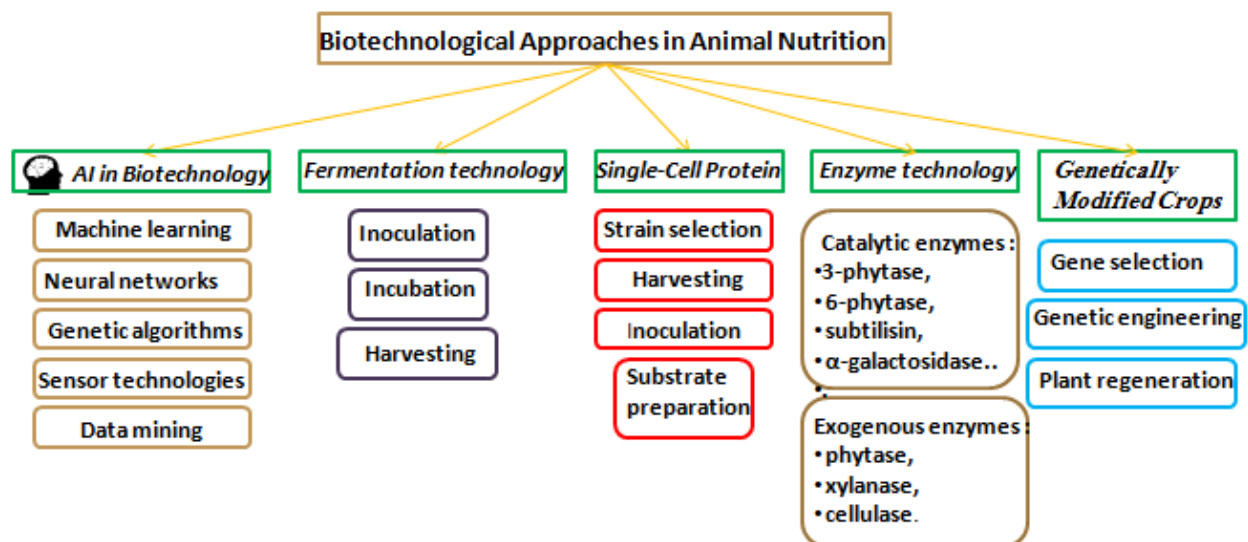 Biotechnological Approaches in Animal Nutrition
AI in Biotechnology
Machine learning
Neural networks
Genetic algorithms
Sensor technologies
Data mining
Fermentation technology
Inoculation
Incubation
Harvesting
Single-Cell Protein
Strain selection
Harvesting
Inoculation
Substrate
preparation
Enzyme technology
Catalytic enzymes :
•3-phytase,
•6-phytase,
•subtilisin,
•α-galactosidase..
•.
Exogenous enzymes :
•phytase,
•xylanase,
•cellulase.
Genetically
Modified Crops
Gene selection
Genetic engineering
Plant regeneration